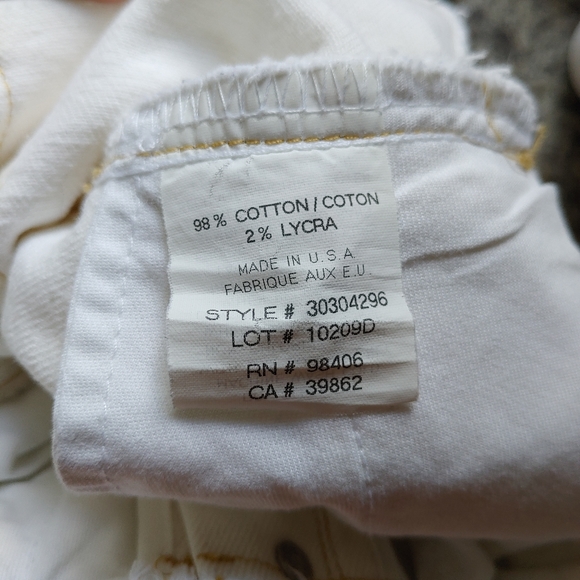 98% COTTON / COTON
2% LYCRA
MADE IN U.S.A
FABRIQUE AUX E.U.
STYLE # 30304296
LOT # 10209D
RN # 98406
CA # 39862